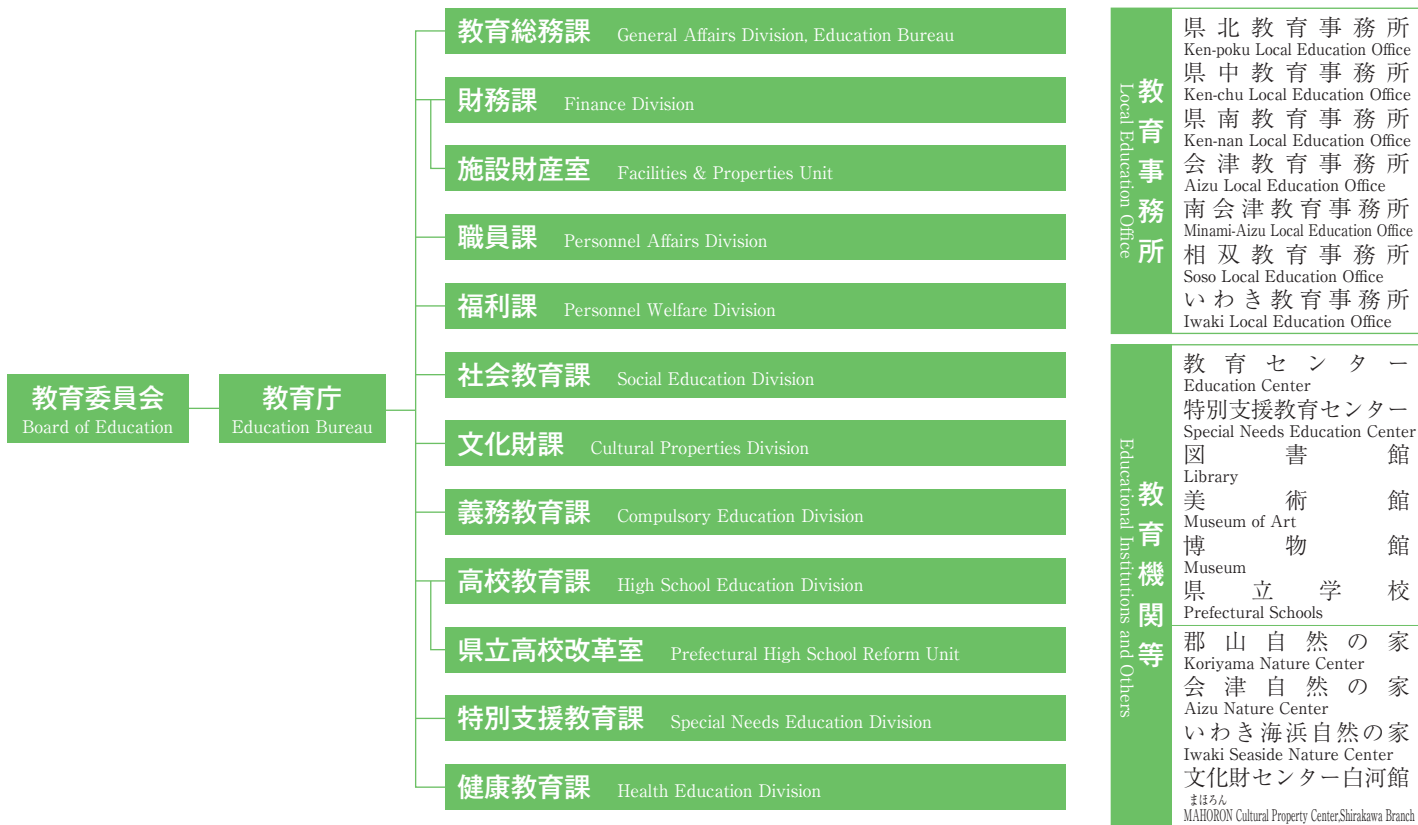 教育委員会
Board of Education
教育庁
Education Bureau
教育総務課 General Affairs Division, Education Bureau
財務課 Finance Division
施設財産室 Facilities & Properties Unit
職員課 Personnel Affairs Division
福利課 Personnel Welfare Division
社会教育課 Social Education Division
文化財課 Cultural Properties Division
義務教育課 Compulsory Education Division
高校教育課 High School Education Division
県立高校改革室 Prefectural High School Reform Unit
特別支援教育課 Special Needs Education Division
健康教育課 Health Education Division
教育事務所
Local Education Office
県北教育事務所
Ken-poku Local Education Office
県中教育事務所
Ken-chu Local Education Office
県南教育事務所
Ken-nan Local Education Office
会津教育事務所
Aizu Local Education Office
南会津教育事務所
Minami-Aizu Local Education Office
相双教育事務所
Soso Local Education Office
いわき教育事務所
Iwaki Local Education Office
教育機関等
Educational Institutions and Others
教育センター
Education Center
特別支援教育センター
Special Needs Education Center
図書館
Library
美術館
Museum of Art
博物館
Museum
県立学校
Prefectural Schools
郡山自然の家
Koriyama Nature Center
会津自然の家
Aizu Nature Center
いわき海浜自然の家
Iwaki Seaside Nature Center
文化財センター白河館
まほろん
MAHORON Cultural Property Center,Shirakawa Branch